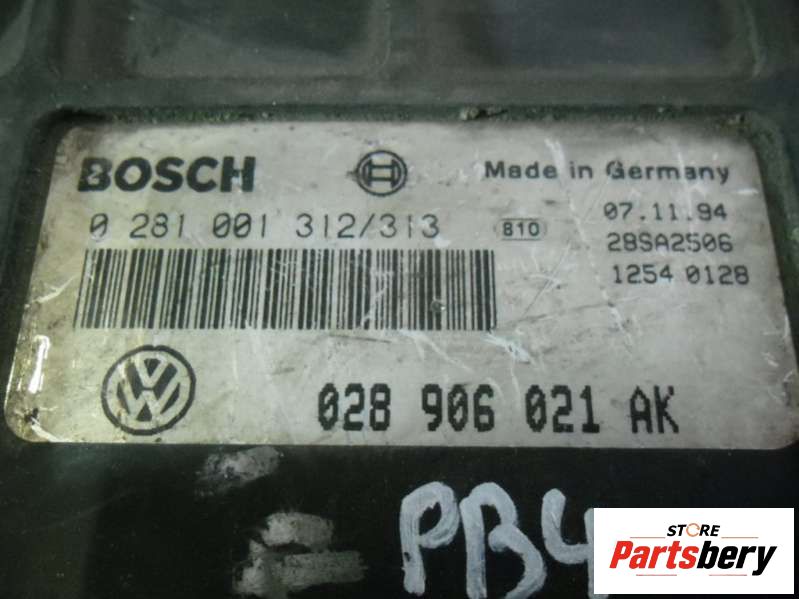 BOSCH
Made in Germany
0 281 001 312/313
810
07.11.94
28SA2506
1254 0128
028 906 021 AK
PB4
STORE
Partsbery